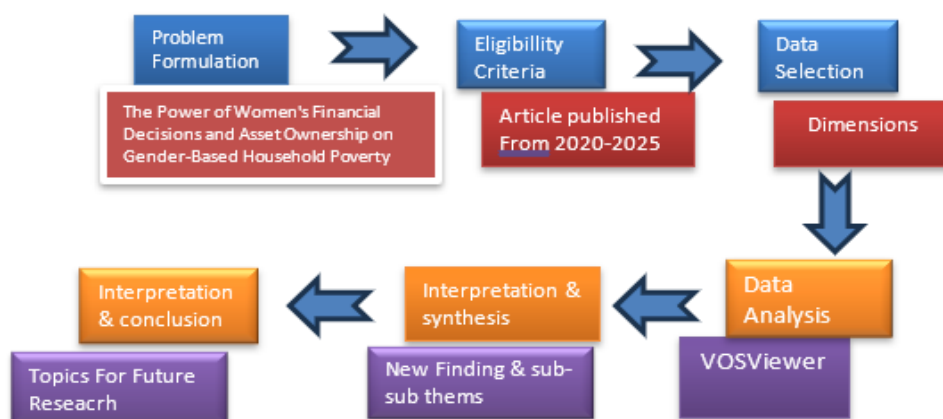 Problem
Formulation
The Power of Women's Financial
Decisions and Asset Ownership on
Gender-Based Household Poverty
Eligibillity
Criteria
Article published
From 2020-2025
Data
Selection
Dimensions
Data
Analysis
VOSViewer
Interpretation &
synthesis
New Finding & sub-
sub thems
Interpretation
& conclusion
Topics For Future
Reseacrh